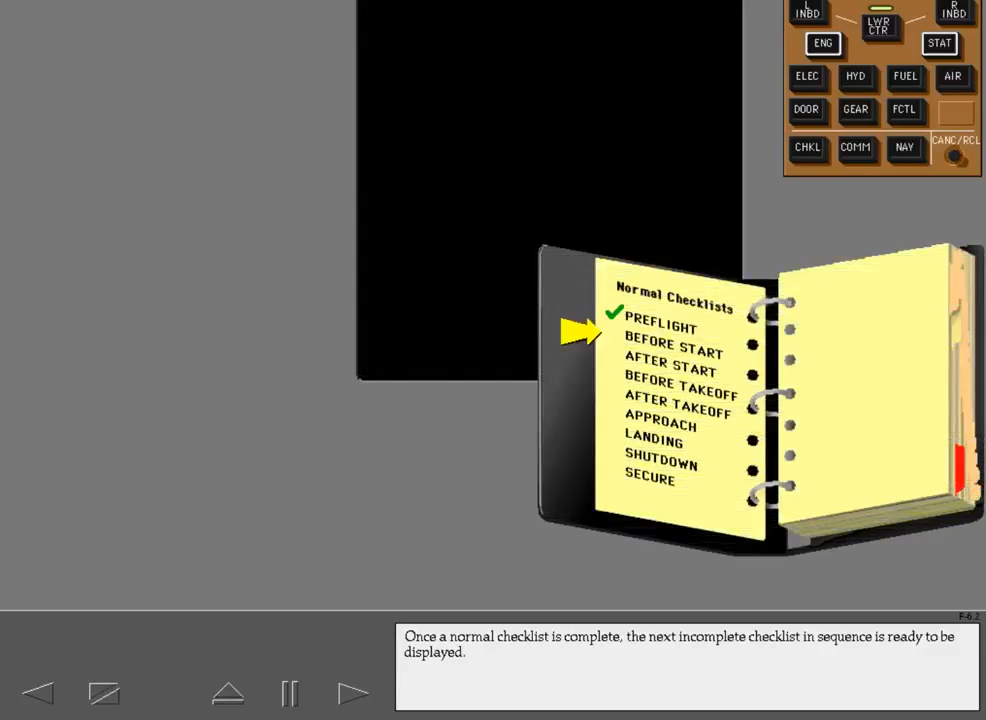 L
INBD
R
INBD
LWR
CTR
ENG
STAT
ELEC HYD FUEL AIR
DOOR GEAR FCTL
CANC/RCL
CHKL COMM NAV
Normal Checklists
PREFLIGHT
BEFORE START
AFTER START
BEFORE TAKEOFF
AFTER TAKEOFF
APPROACH
LANDING
SHUTDOWN
SECURE
F-6.2
Once a normal checklist is complete, the next incomplete checklist in sequence is ready to be
displayed.